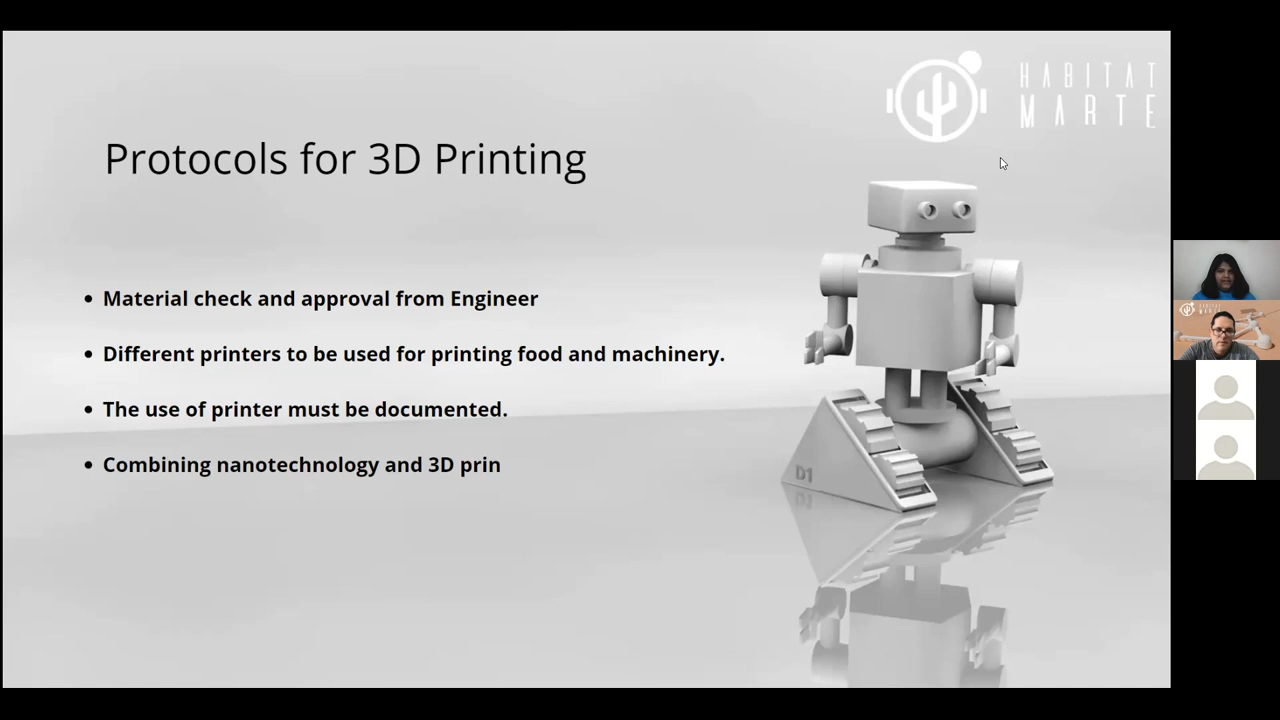 HABITAT
MARTE
Protocols for 3D Printing
Material check and approval from Engineer
Different printers to be used for printing food and machinery.
The use of printer must be documented.
Combining nanotechnology and 3D prin
D1